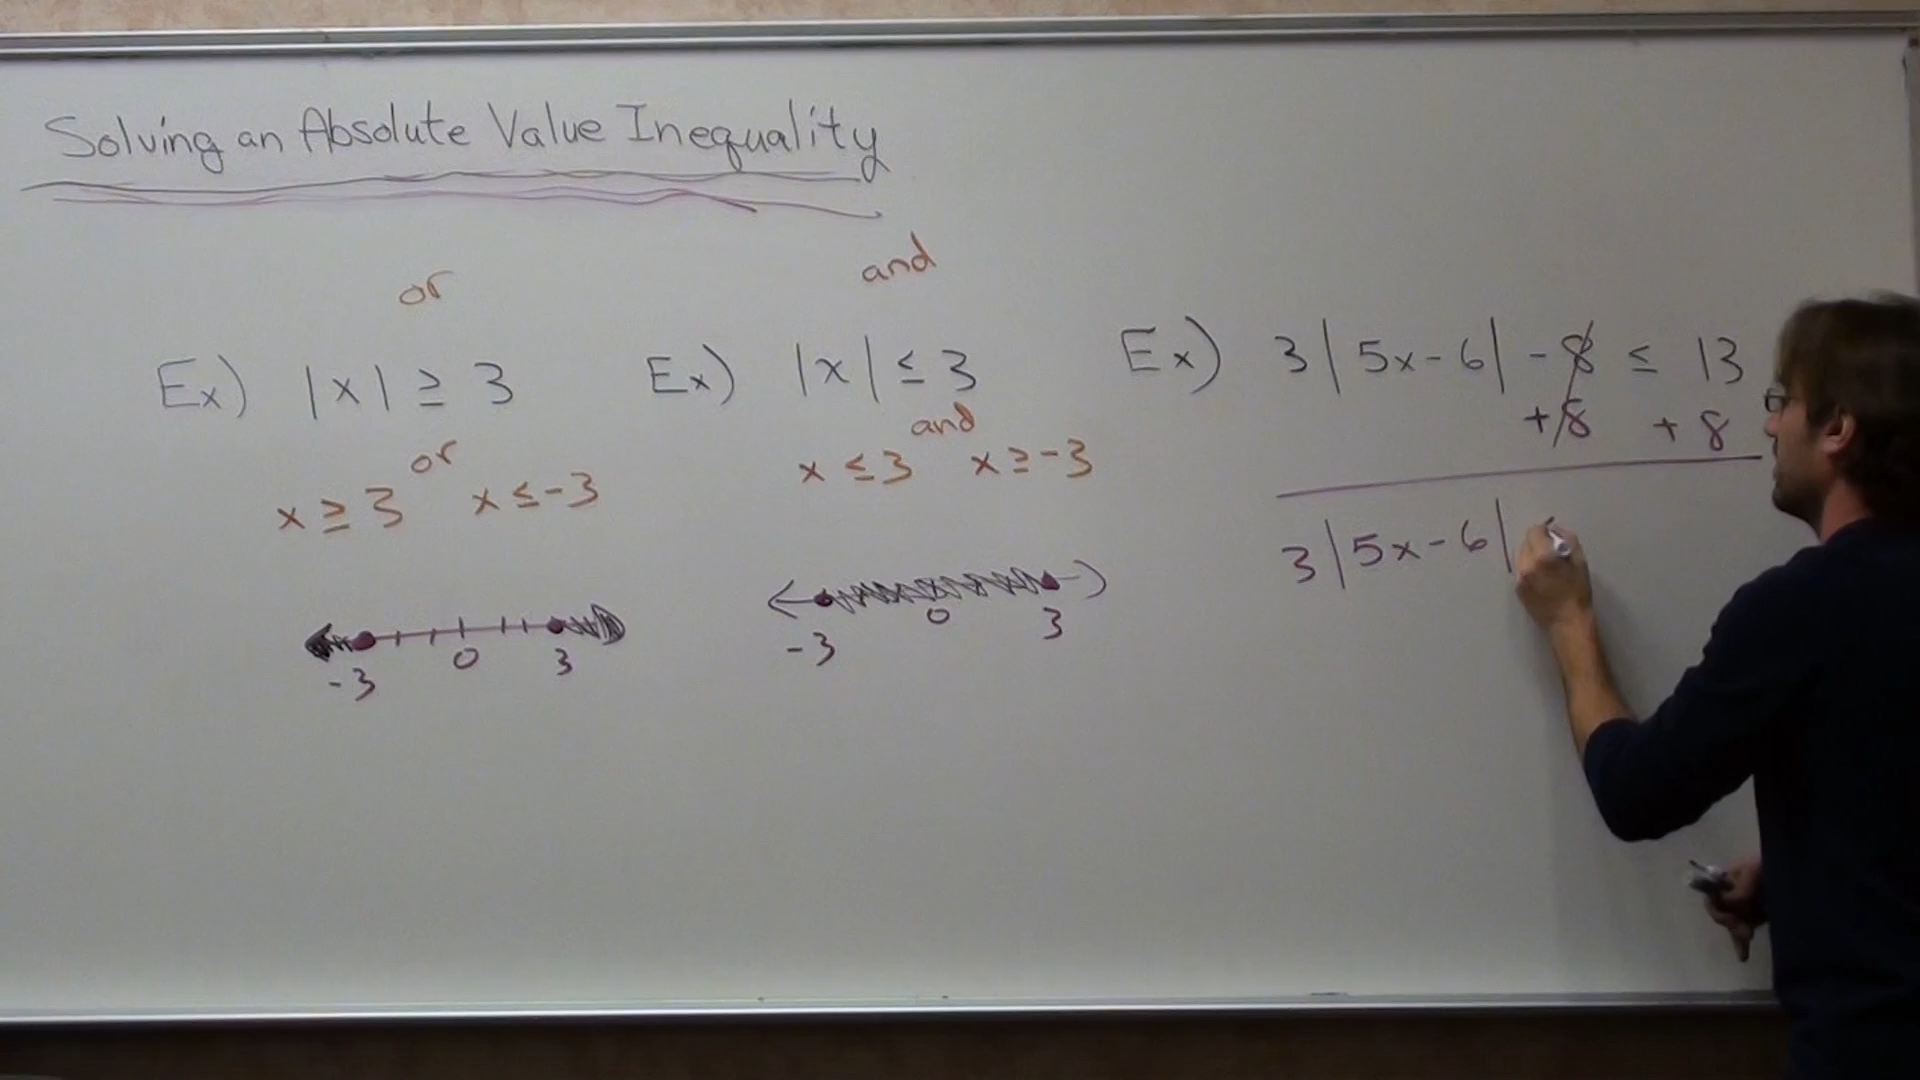 Solving an Absolute Value Inequality
or
Ex) |x| ≥ 3
or
x ≥ 3 x ≤ -3
-3 0 3
and
Ex) |x| ≤ 3
and
x ≤ 3 x ≥ -3
-3 0 3
Ex) 3|5x-6| -8 ≤ 13
+8 +8
3|5x-6|